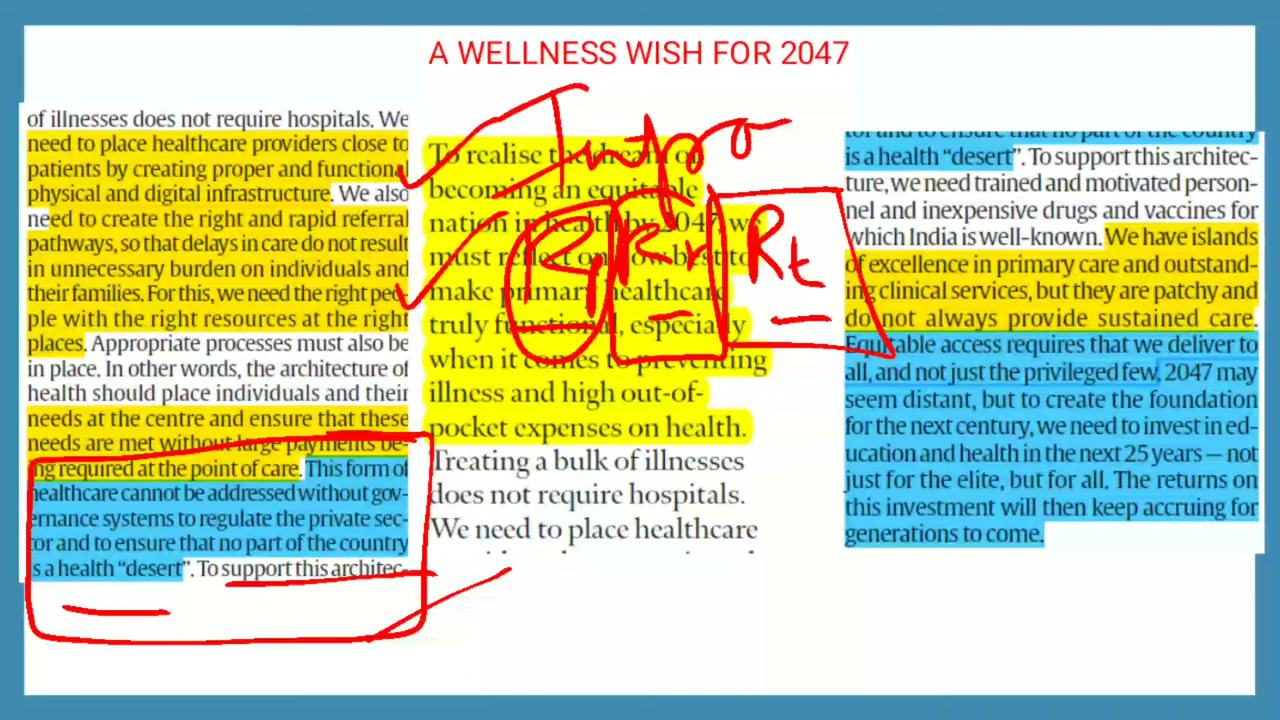 A WELLNESS WISH FOR 2047
of illnesses does not require hospitals. We
need to place healthcare providers close to
patients by creating proper and functional
physical and digital infrastructure. We also
need to create the right and rapid referral
pathways, so that delays in care do not result
in unnecessary burden on individuals and
their families. For this, we need the right peo-
ple with the right resources at the right
places. Appropriate processes must also be
in place. In other words, the architecture of
health should place individuals and their
needs at the centre and ensure that these
needs are met without large payments be-
ing required at the point of care. This form of
healthcare cannot be addressed without gov-
ernance systems to regulate the private sec-
tor and to ensure that no part of the country
is a health “desert”. To support this architec-
To realise the dream of
becoming an equitable
nation in health by 2047, we
must reflect on how best to
make primary healthcare
truly functional, especially
when it comes to preventing
illness and high out-of-
pocket expenses on health.
Treating a bulk of illnesses
does not require hospitals.
We need to place healthcare
Rp Rr Rt
tor and to ensure that no part of the country
is a health “desert”. To support this architec-
ture, we need trained and motivated person-
nel and inexpensive drugs and vaccines for
which India is well-known. We have islands
of excellence in primary care and outstand-
ing clinical services, but they are patchy and
do not always provide sustained care.
Equitable access requires that we deliver to
all, and not just the privileged few, 2047 may
seem distant, but to create the foundation
for the next century, we need to invest in ed-
ucation and health in the next 25 years — not
just for the elite, but for all. The returns on
this investment will then keep accruing for
generations to come.